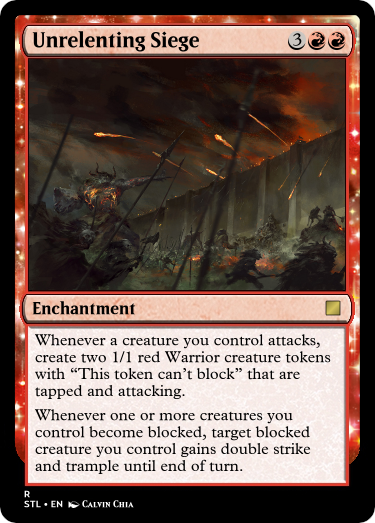 Unrelenting Siege 3
Enchantment
Whenever a creature you control attacks,
create two 1/1 red Warrior creature tokens
with “This token can’t block” that are
tapped and attacking.
Whenever one or more creatures you
control become blocked, target blocked
creature you control gains double strike
and trample until end of turn.
R
STL • EN Calvin Chia